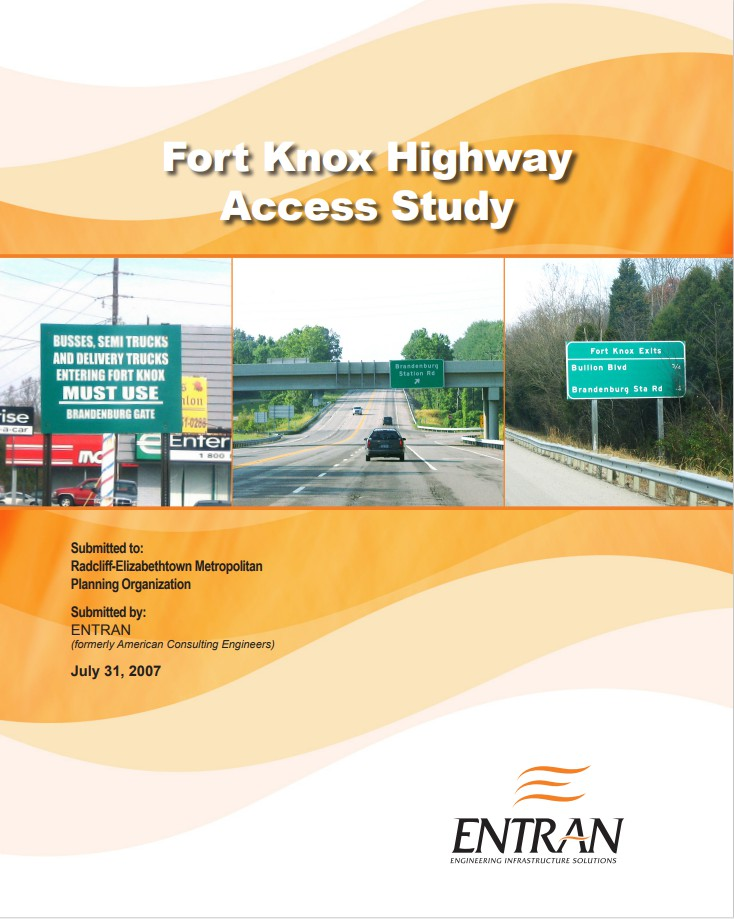 Fort Knox Highway
Access Study
BUSSES, SEMI TRUCKS
AND DELIVERY TRUCKS
ENTERING FORT KNOX
MUST USE
BRANDENBURG GATE
rise
-a-car
mc
Enter
1 800
Brandenburg
Station Rd
Fort Knox Exits
Bullion Blvd 3/4
Brandenburg Sta Rd
Submitted to:
Radcliff-Elizabethtown Metropolitan
Planning Organization
Submitted by:
ENTRAN
(formerly American Consulting Engineers)
July 31, 2007
ENTRAN
ENGINEERING INFRASTRUCTURE SOLUTIONS